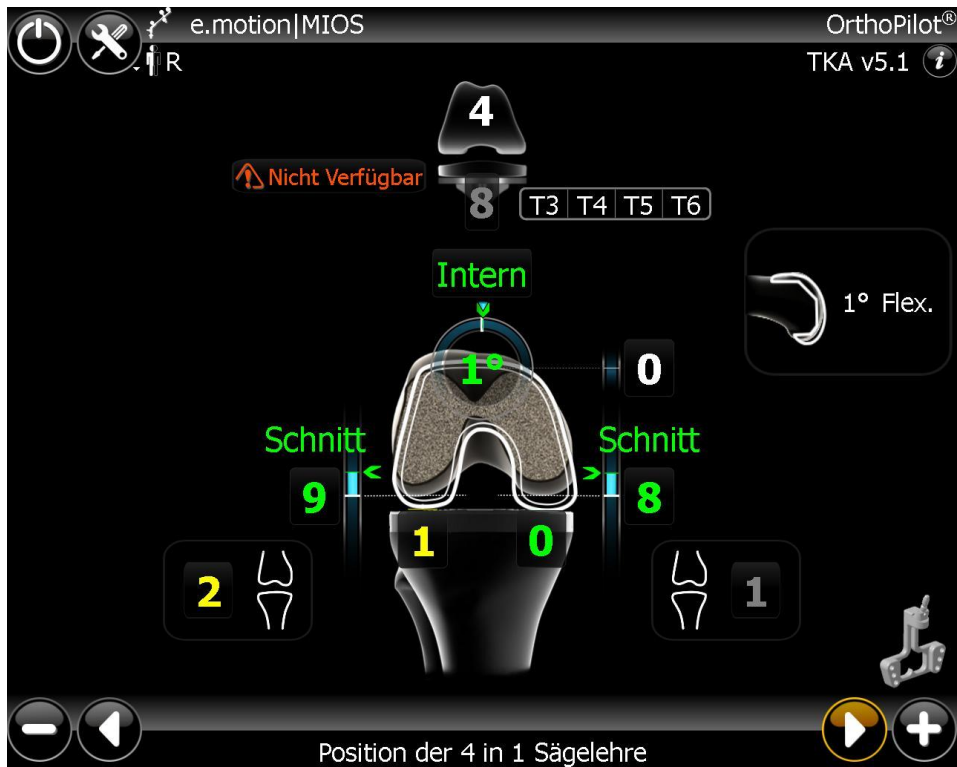 e.motion|MIOS
OrthoPilot®
R
TKA v5.1 i
4
Nicht Verfügbar
8
T3 T4 T5 T6
Intern
1° Flex.
1°
0
Schnitt
Schnitt
9
8
1
0
2
1
Position der 4 in 1 Sägelehre